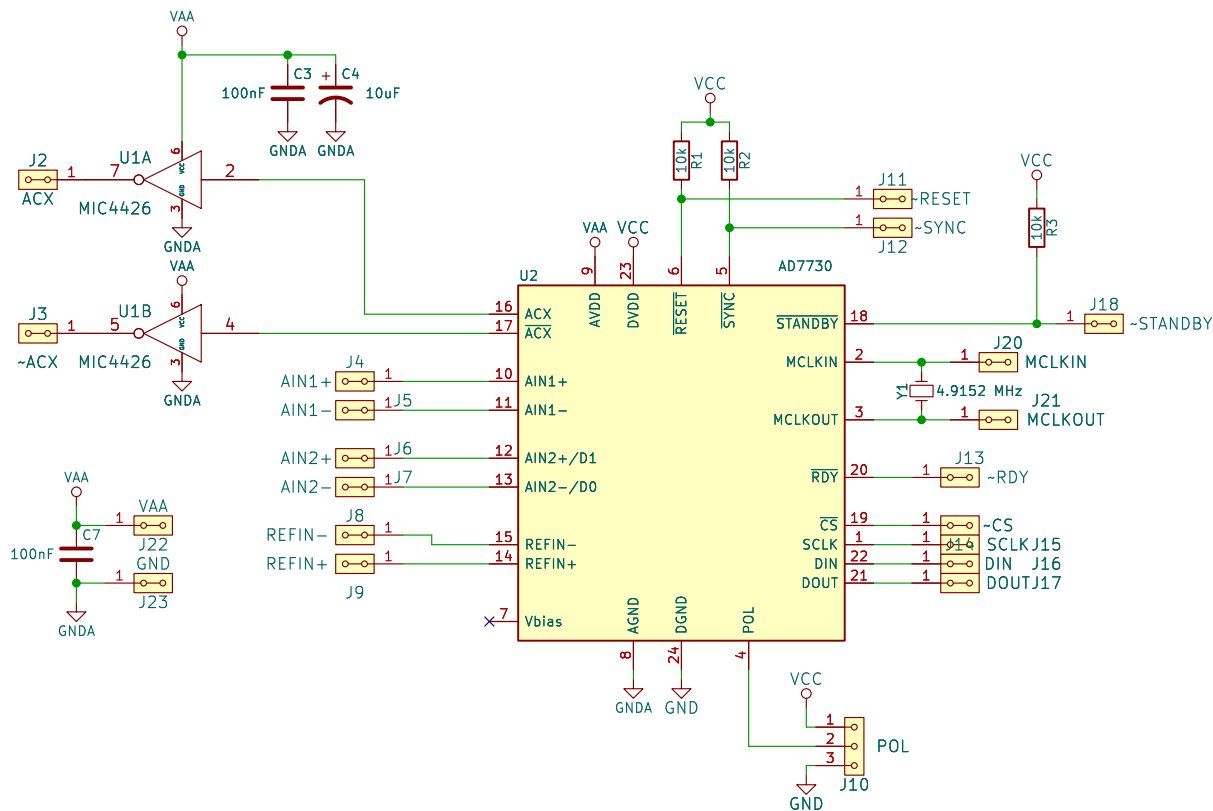 VAA
C3
+ C4
100nF
10uF
GNDA
GNDA
J2
1
ACX
7
U1A
6
VCC
GND
3
2
MIC4426
GNDA
VAA
J3
1
~ACX
5
U1B
6
VCC
GND
3
4
MIC4426
GNDA
VCC
10k
R1
10k
R2
1
J11
~RESET
1
~SYNC
J12
VCC
10k
R3
1
J18
~STANDBY
VAA
VCC
9
23
6
5
U2
AD7730
AVDD
DVDD
RESET
SYNC
16
ACX
17
ACX
STANDBY
18
AIN1+
J4
1
10
AIN1+
AIN1-
1
J5
11
AIN1-
AIN2+
1
J6
12
AIN2+/D1
AIN2-
1
J7
13
AIN2-/D0
J8
REFIN-
1
15
REFIN-
REFIN+
1
14
REFIN+
J9
7
Vbias
MCLKIN
2
1
J20
MCLKIN
Y1
4.9152 MHz
MCLKOUT
3
1
J21
MCLKOUT
RDY
20
1
J13
~RDY
CS
19
1
~CS
SCLK
1
1
J14
SCLK
J15
DIN
22
1
DIN
J16
DOUT
21
1
DOUT
J17
AGND
DGND
POL
8
24
4
GNDA
GND
VCC
1
2
3
POL
J10
GND
VAA
1
VAA
J22
C7
100nF
GND
1
J23
GNDA